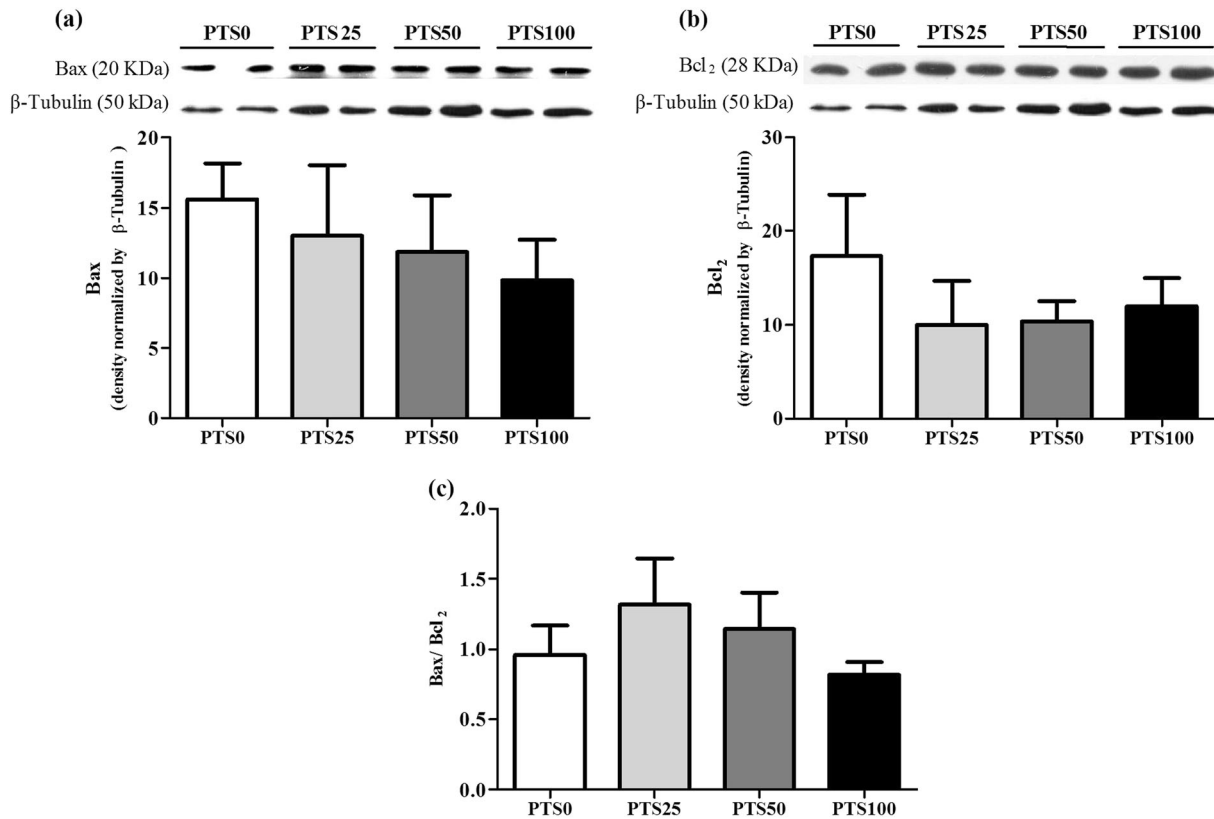 (a)
PTS0 PTS25 PTS50 PTS100
Bax (20 KDa)
β-Tubulin (50 kDa)
20
15
10
5
0
Bax
(density normalized by β-Tubulin )
PTS0 PTS25 PTS50 PTS100
(b)
PTS0 PTS25 PTS50 PTS100
Bcl₂ (28 KDa)
β-Tubulin (50 kDa)
30
20
10
0
Bcl₂
(density normalized by β-Tubulin)
PTS0 PTS25 PTS50 PTS100
(c)
2.0
1.5
1.0
0.5
0.0
Bax/ Bcl₂
PTS0 PTS25 PTS50 PTS100